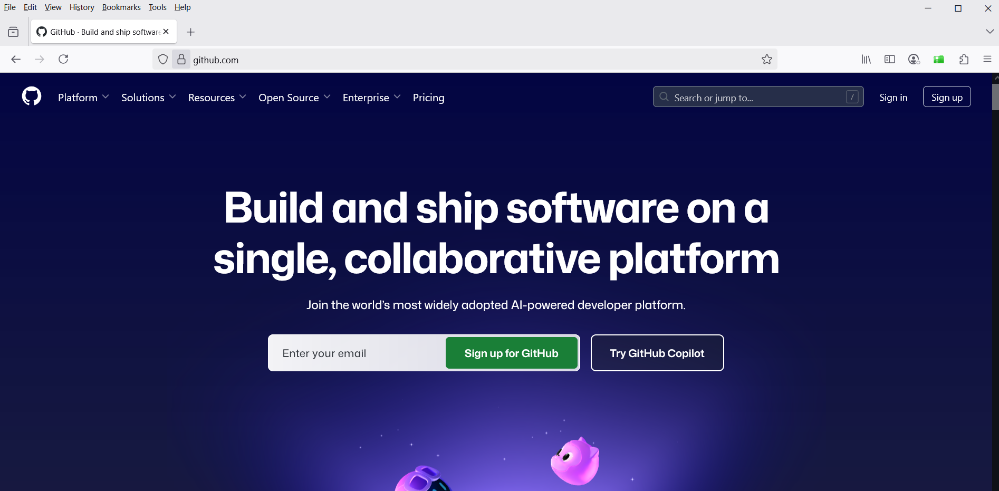 File Edit View History Bookmarks Tools Help
GitHub · Build and ship software
github.com
Platform Solutions Resources Open Source Enterprise Pricing
Search or jump to... /
Sign in
Sign up
Build and ship software on a
single, collaborative platform
Join the world’s most widely adopted AI-powered developer platform.
Enter your email
Sign up for GitHub
Try GitHub Copilot